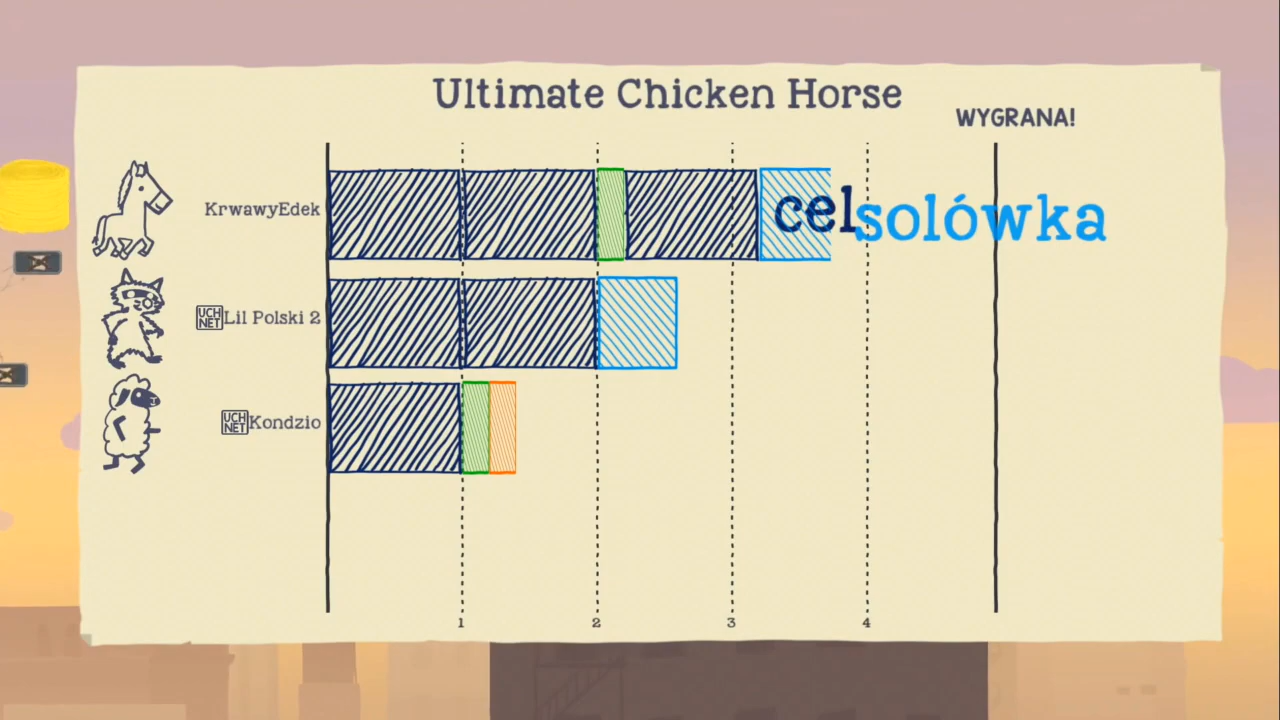 Ultimate Chicken Horse
WYGRANA!
KrwawyEdek
cel
solówka
UCH NET Lil Polski 2
UCH NET Kondzio
1 2 3 4